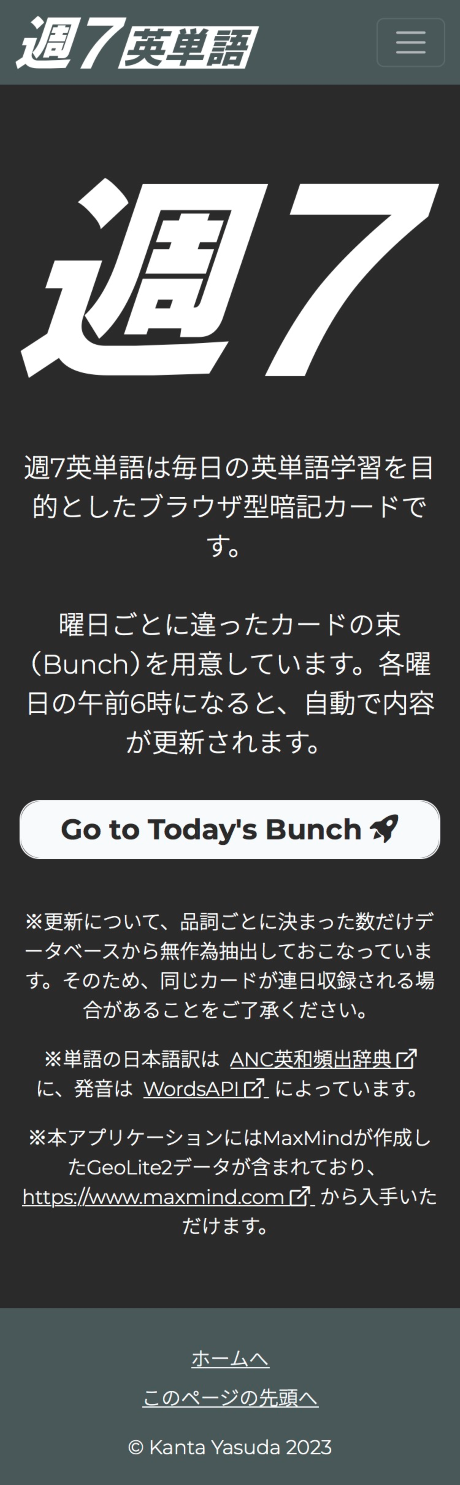 週7英単語
週7
週7英単語は毎日の英単語学習を目
的としたブラウザ型暗記カードで
す。
曜日ごとに違ったカードの束
（Bunch）を用意しています。各曜
日の午前6時になると、自動で内容
が更新されます。
Go to Today's Bunch
※更新について、品詞ごとに決まった数だけデ
ータベースから無作為抽出しておこなっていま
す。そのため、同じカードが連日収録される場
合があることをご了承ください。
※単語の日本語訳は ANC英和頻出辞典
に、発音は WordsAPI によっています。
※本アプリケーションにはMaxMindが作成し
たGeoLite2データが含まれており、
https://www.maxmind.com から入手いた
だけます。
ホームへ
このページの先頭へ
© Kanta Yasuda 2023